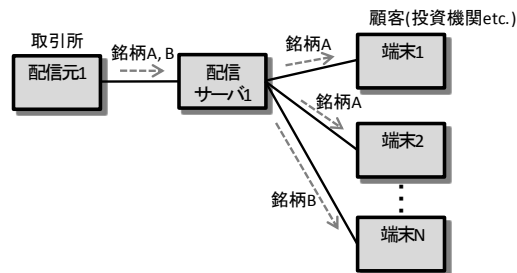 顧客(投資機関etc.)
取引所
配信元1
銘柄A, B
配信
サーバ1
銘柄A
端末1
銘柄A
端末2
銘柄B
端末N